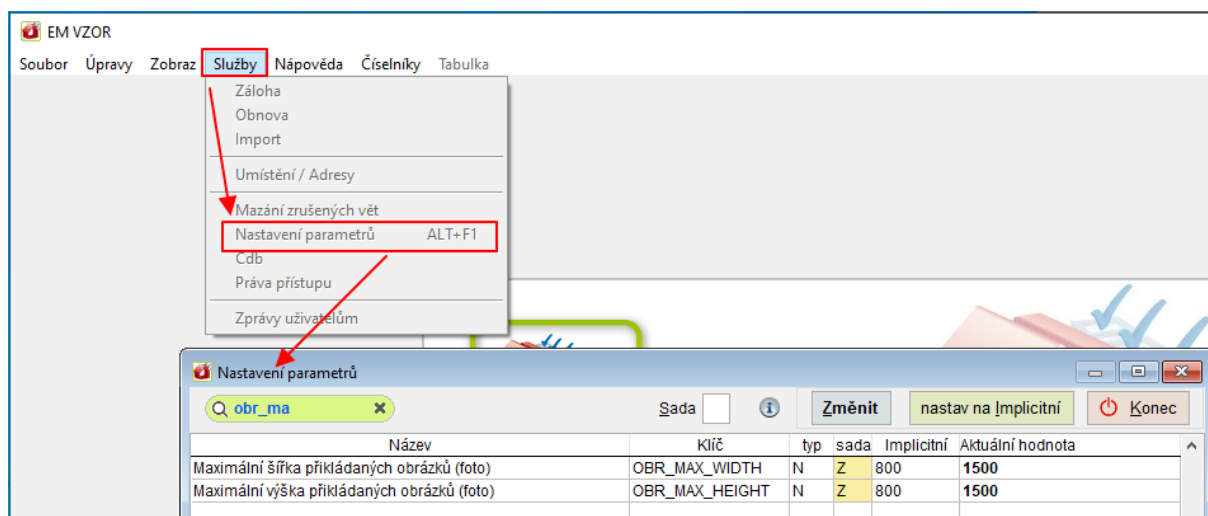 EM VZOR
Soubor Úpravy Zobraz Služby Nápověda Číselníky Tabulka
Záloha
Obnova
Import
Umístění / Adresy
Mazání zrušených vět
Nastavení parametrů ALT+F1
Cdb
Práva přístupu
Zprávy uživatelům
Nastavení parametrů
obr_ma Sada Změnit nastav na Implicitní Konec
Název Klíč typ sada Implicitní Aktuální hodnota
Maximální šířka přikládaných obrázků (foto) OBR_MAX_WIDTH N Z 800 1500
Maximální výška přikládaných obrázků (foto) OBR_MAX_HEIGHT N Z 800 1500